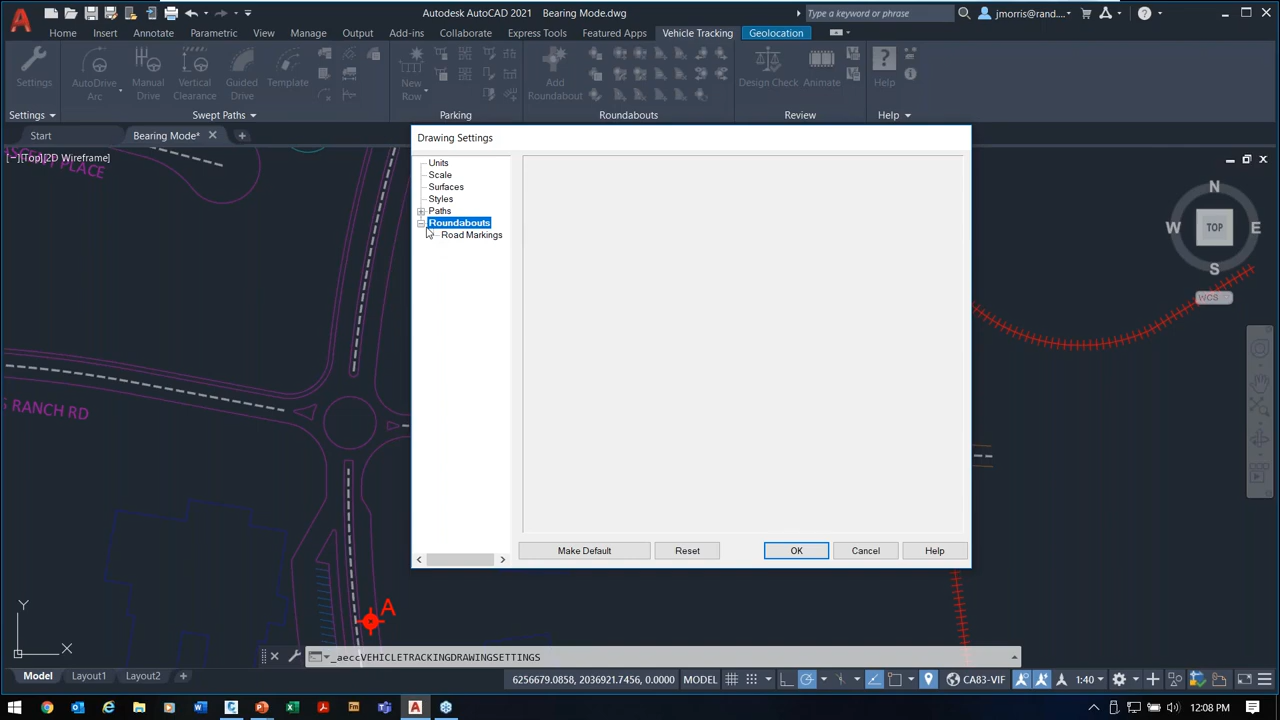 Autodesk AutoCAD 2021 Bearing Mode.dwg
Type a keyword or phrase
jmorris@rand....
Home Insert Annotate Parametric View Manage Output Add-ins Collaborate Express Tools Featured Apps Vehicle Tracking Geolocation
Settings
AutoDrive Arc
Manual Drive
Vertical Clearance
Guided Drive
Template
New Row
Add Roundabout
Design Check
Animate
Help
Settings Swept Paths Parking Roundabouts Review Help
Start Bearing Mode*
[−][Top][2D Wireframe]
Drawing Settings
Units
Scale
Surfaces
Styles
Paths
Roundabouts
Road Markings
PLACE
N
W TOP E
S
WCS
RANCH RD
Make Default Reset OK Cancel Help
A
Y
X
_aeccVEHICLETRACKINGDRAWINGSETTINGS
Model Layout1 Layout2
6256679.0858, 2036921.7456, 0.0000 MODEL CA83-VIF 1:40
12:08 PM